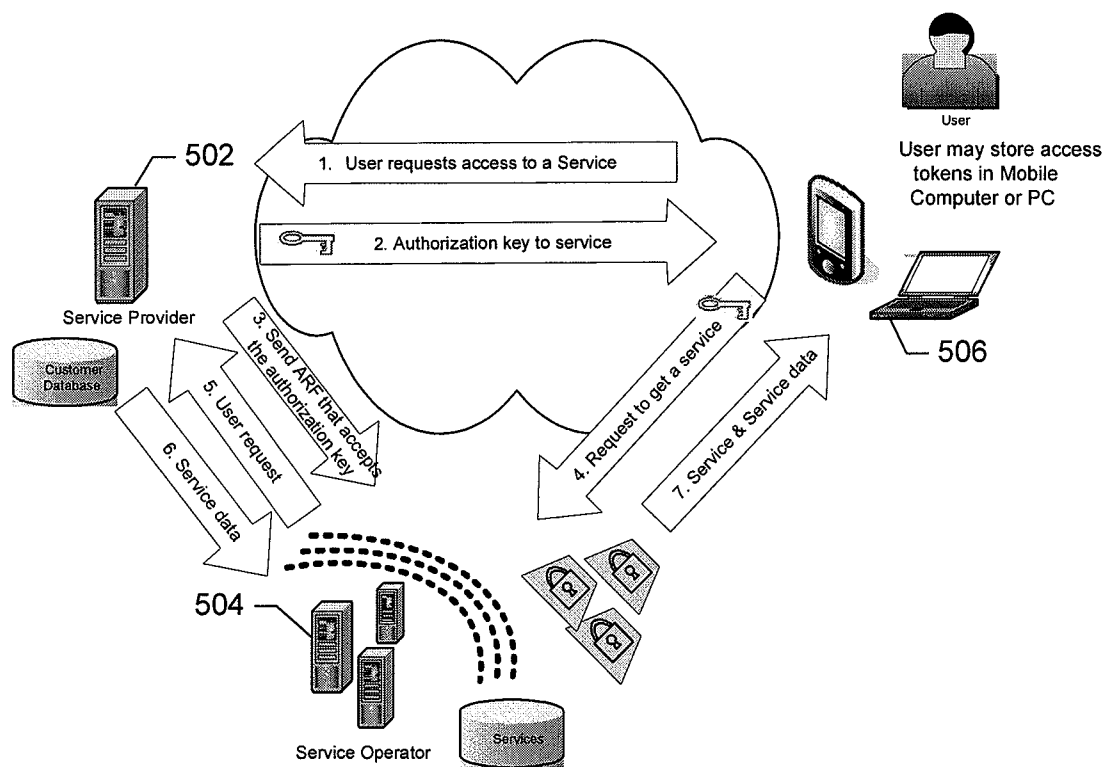 User
User may store access
tokens in Mobile
Computer or PC
502
1. User requests access to a Service
2. Authorization key to service
Service Provider
Customer
Database
3. Send ARF that accepts
the authorization key
5. User request
6. Service data
4. Request to get a service
7. Service & Service data
506
504
Service Operator
Services